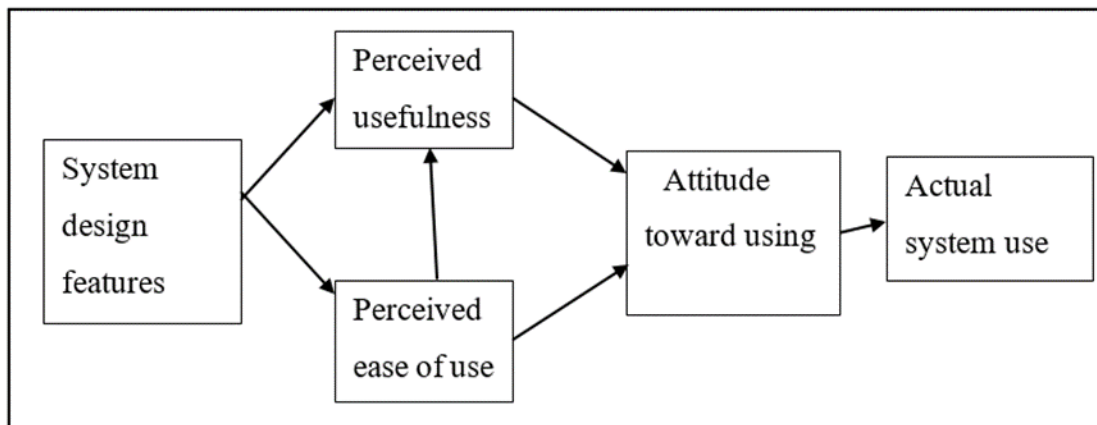 Perceived
usefulness
System
design
features
Attitude
toward using
Actual
system use
Perceived
ease of use